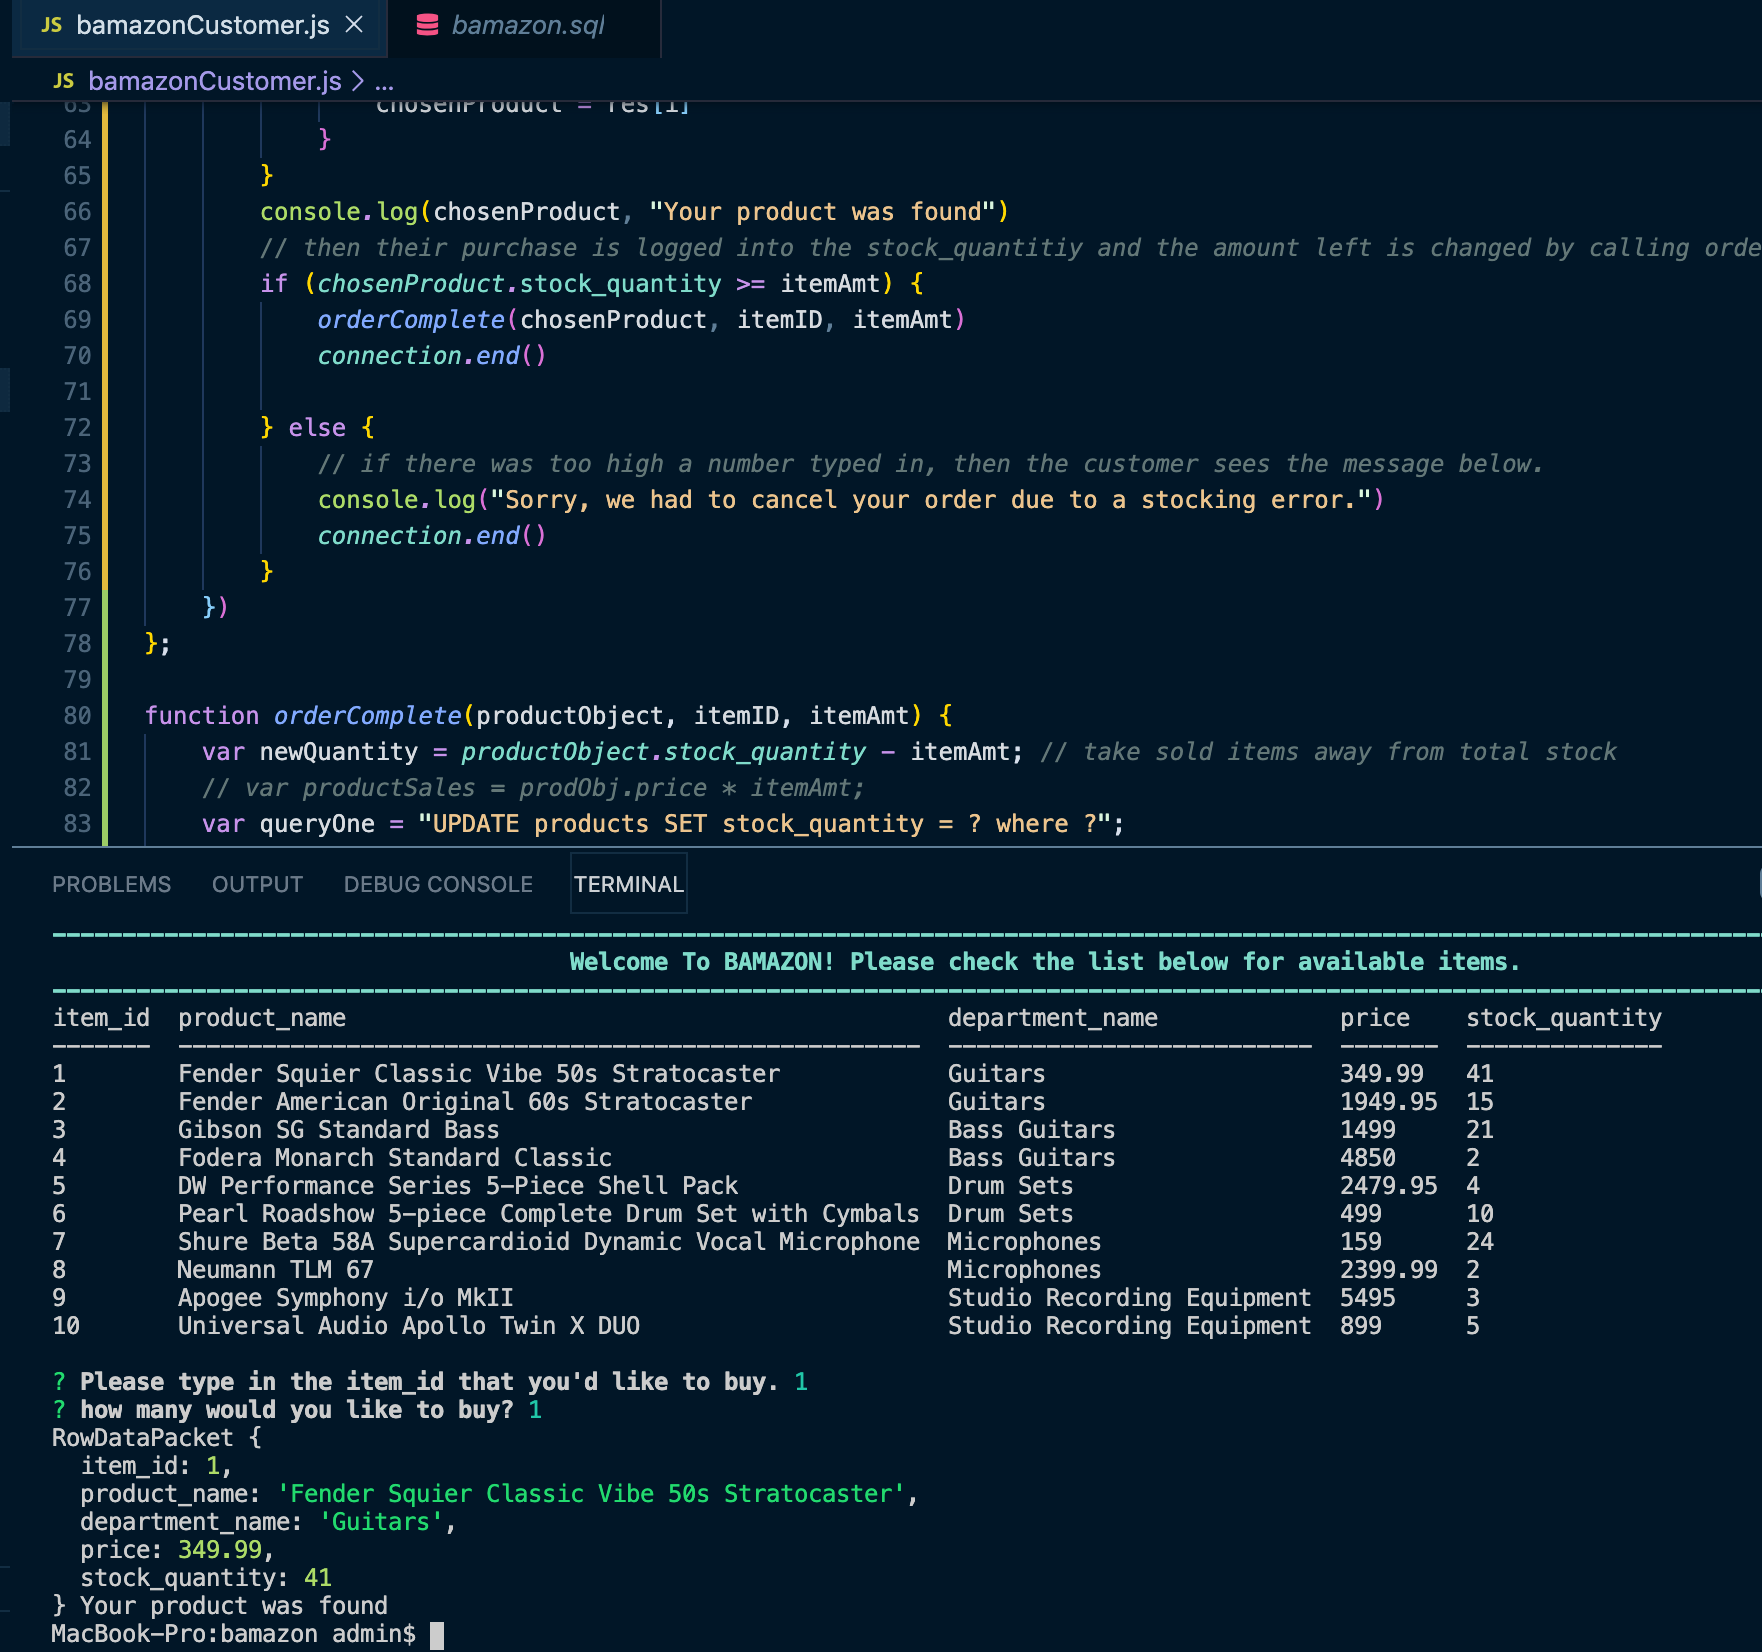 JS bamazonCustomer.js × bamazon.sql
JS bamazonCustomer.js > ...
63 chosenProduct = res[i]
64 }
65 }
66 console.log(chosenProduct, "Your product was found")
67 // then their purchase is logged into the stock_quantitiy and the amount left is changed by calling orde
68 if (chosenProduct.stock_quantity >= itemAmt) {
69 orderComplete(chosenProduct, itemID, itemAmt)
70 connection.end()
71
72 } else {
73 // if there was too high a number typed in, then the customer sees the message below.
74 console.log("Sorry, we had to cancel your order due to a stocking error.")
75 connection.end()
76 }
77 })
78 };
79
80 function orderComplete(productObject, itemID, itemAmt) {
81 var newQuantity = productObject.stock_quantity - itemAmt; // take sold items away from total stock
82 // var productSales = prodObj.price * itemAmt;
83 var queryOne = "UPDATE products SET stock_quantity = ? where ?";
PROBLEMS OUTPUT DEBUG CONSOLE TERMINAL
Welcome To BAMAZON! Please check the list below for available items.
item_id product_name department_name price stock_quantity
1 Fender Squier Classic Vibe 50s Stratocaster Guitars 349.99 41
2 Fender American Original 60s Stratocaster Guitars 1949.95 15
3 Gibson SG Standard Bass Bass Guitars 1499 21
4 Fodera Monarch Standard Classic Bass Guitars 4850 2
5 DW Performance Series 5-Piece Shell Pack Drum Sets 2479.95 4
6 Pearl Roadshow 5-piece Complete Drum Set with Cymbals Drum Sets 499 10
7 Shure Beta 58A Supercardioid Dynamic Vocal Microphone Microphones 159 24
8 Neumann TLM 67 Microphones 2399.99 2
9 Apogee Symphony i/o MkII Studio Recording Equipment 5495 3
10 Universal Audio Apollo Twin X DUO Studio Recording Equipment 899 5
? Please type in the item_id that you'd like to buy. 1
? how many would you like to buy? 1
RowDataPacket {
item_id: 1,
product_name: 'Fender Squier Classic Vibe 50s Stratocaster',
department_name: 'Guitars',
price: 349.99,
stock_quantity: 41
} Your product was found
MacBook-Pro:bamazon admin$